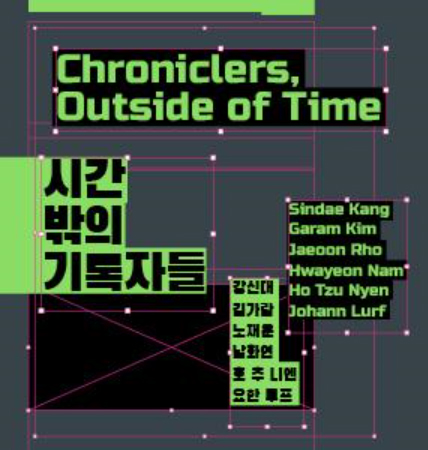 Chroniclers,
Outside of Time
시간
밖의
기록자들
Sindae Kang
Garam Kim
Jaeoon Rho
Hwayeon Nam
Ho Tzu Nyen
Johann Lurf
강신대
김가람
노재운
남화연
호 추 니엔
요한 루프